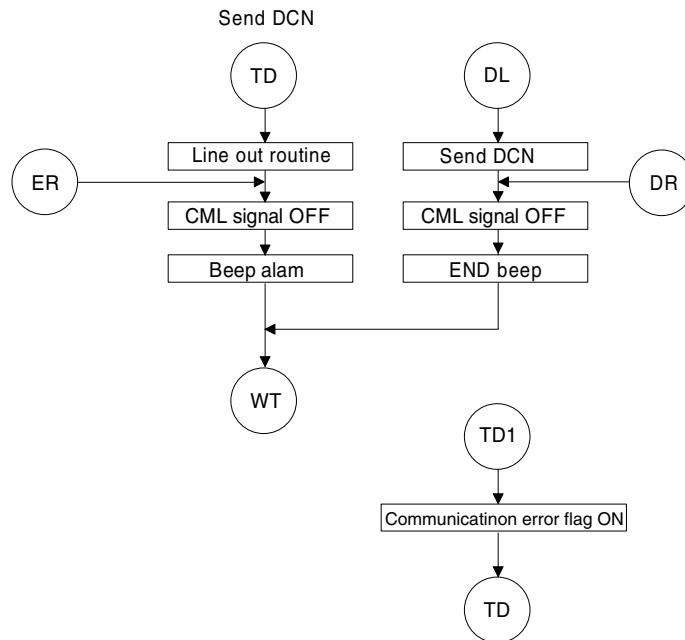 Send DCN
TD
DL
Line out routine
Send DCN
ER
DR
CML signal OFF
CML signal OFF
Beep alam
END beep
WT
TD1
Communicatinon error flag ON
TD